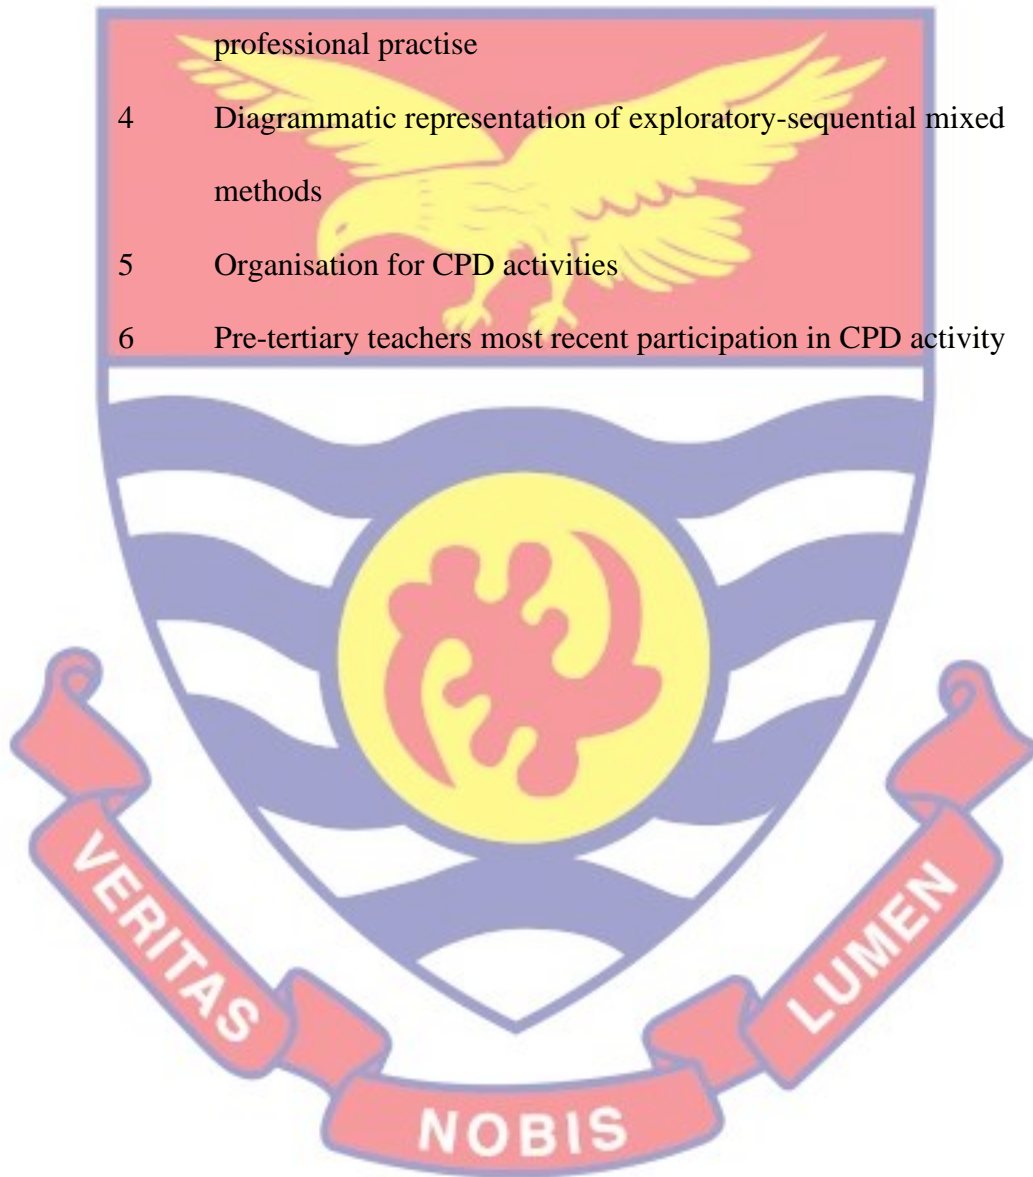 professional practise
4 Diagrammatic representation of exploratory-sequential mixed
methods
5 Organisation for CPD activities
6 Pre-tertiary teachers most recent participation in CPD activity
VERITAS
NOBIS
LUMEN